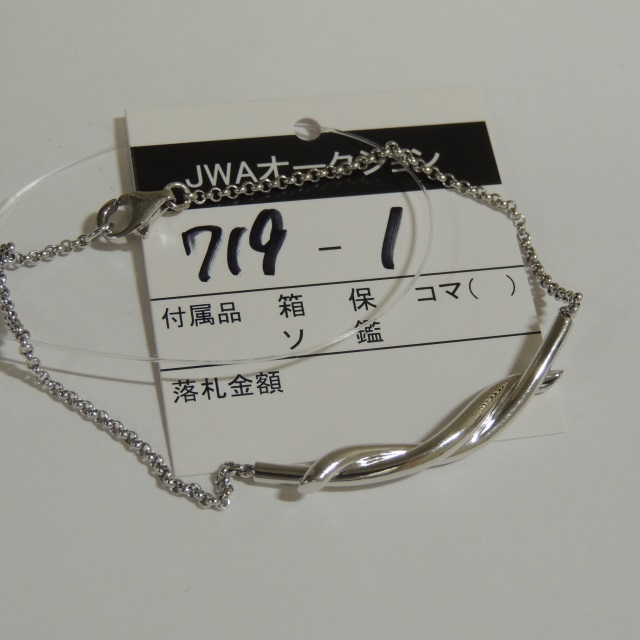 JWAオークション
719 - 1
付属品 箱 保 コマ( )
ソ 鑑
落札金額